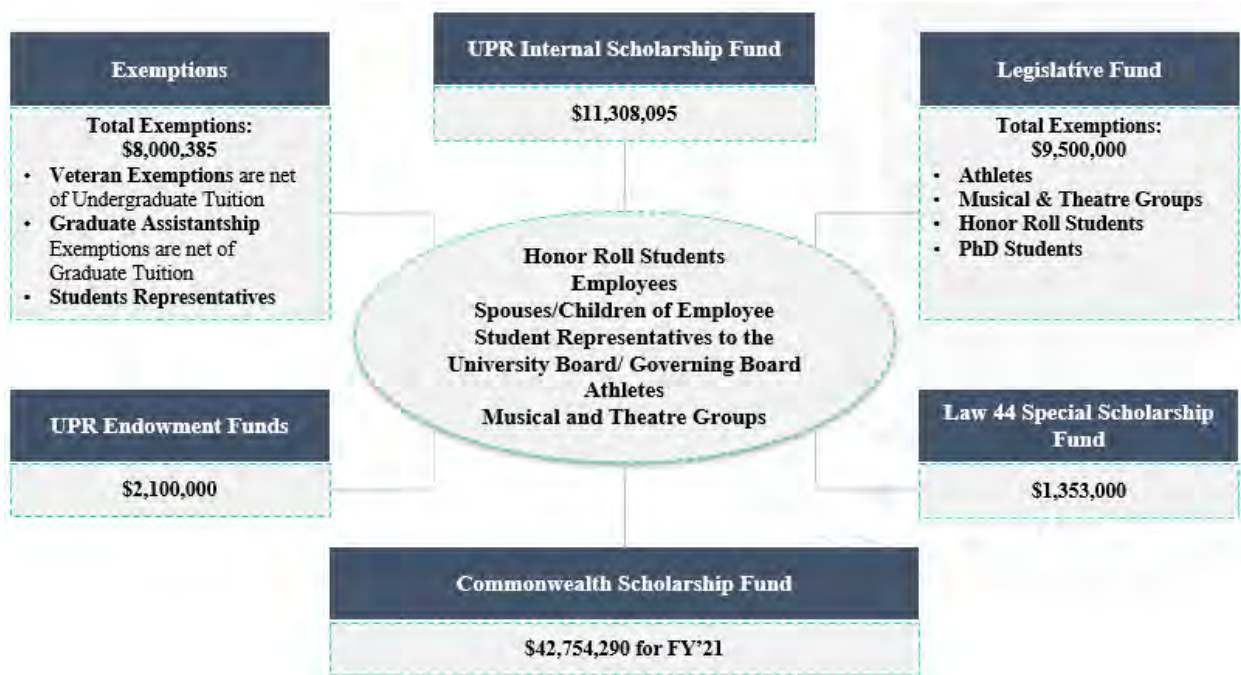 UPR Internal Scholarship Fund
$11,308,095
Exemptions
Total Exemptions:
$8,000,385
• Veteran Exemptions are net
of Undergraduate Tuition
• Graduate Assistantship
Exemptions are net of
Graduate Tuition
• Students Representatives
Legislative Fund
Total Exemptions:
$9,500,000
• Athletes
• Musical & Theatre Groups
• Honor Roll Students
• PhD Students
Honor Roll Students
Employees
Spouses/Children of Employee
Student Representatives to the
University Board/ Governing Board
Athletes
Musical and Theatre Groups
UPR Endowment Funds
$2,100,000
Law 44 Special Scholarship
Fund
$1,353,000
Commonwealth Scholarship Fund
$42,754,290 for FY'21